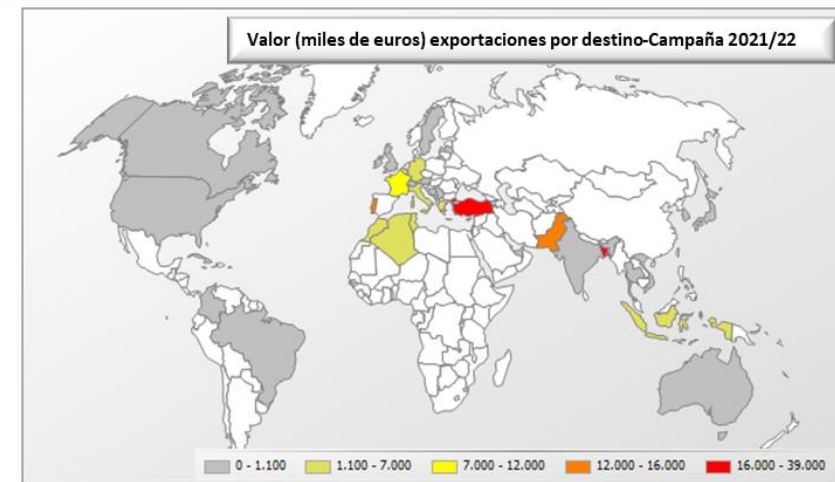 Valor (miles de euros) exportaciones por destino-Campaña 2021/22
0 - 1.100 1.100 - 7.000 7.000 - 12.000 12.000 - 16.000 16.000 - 39.000